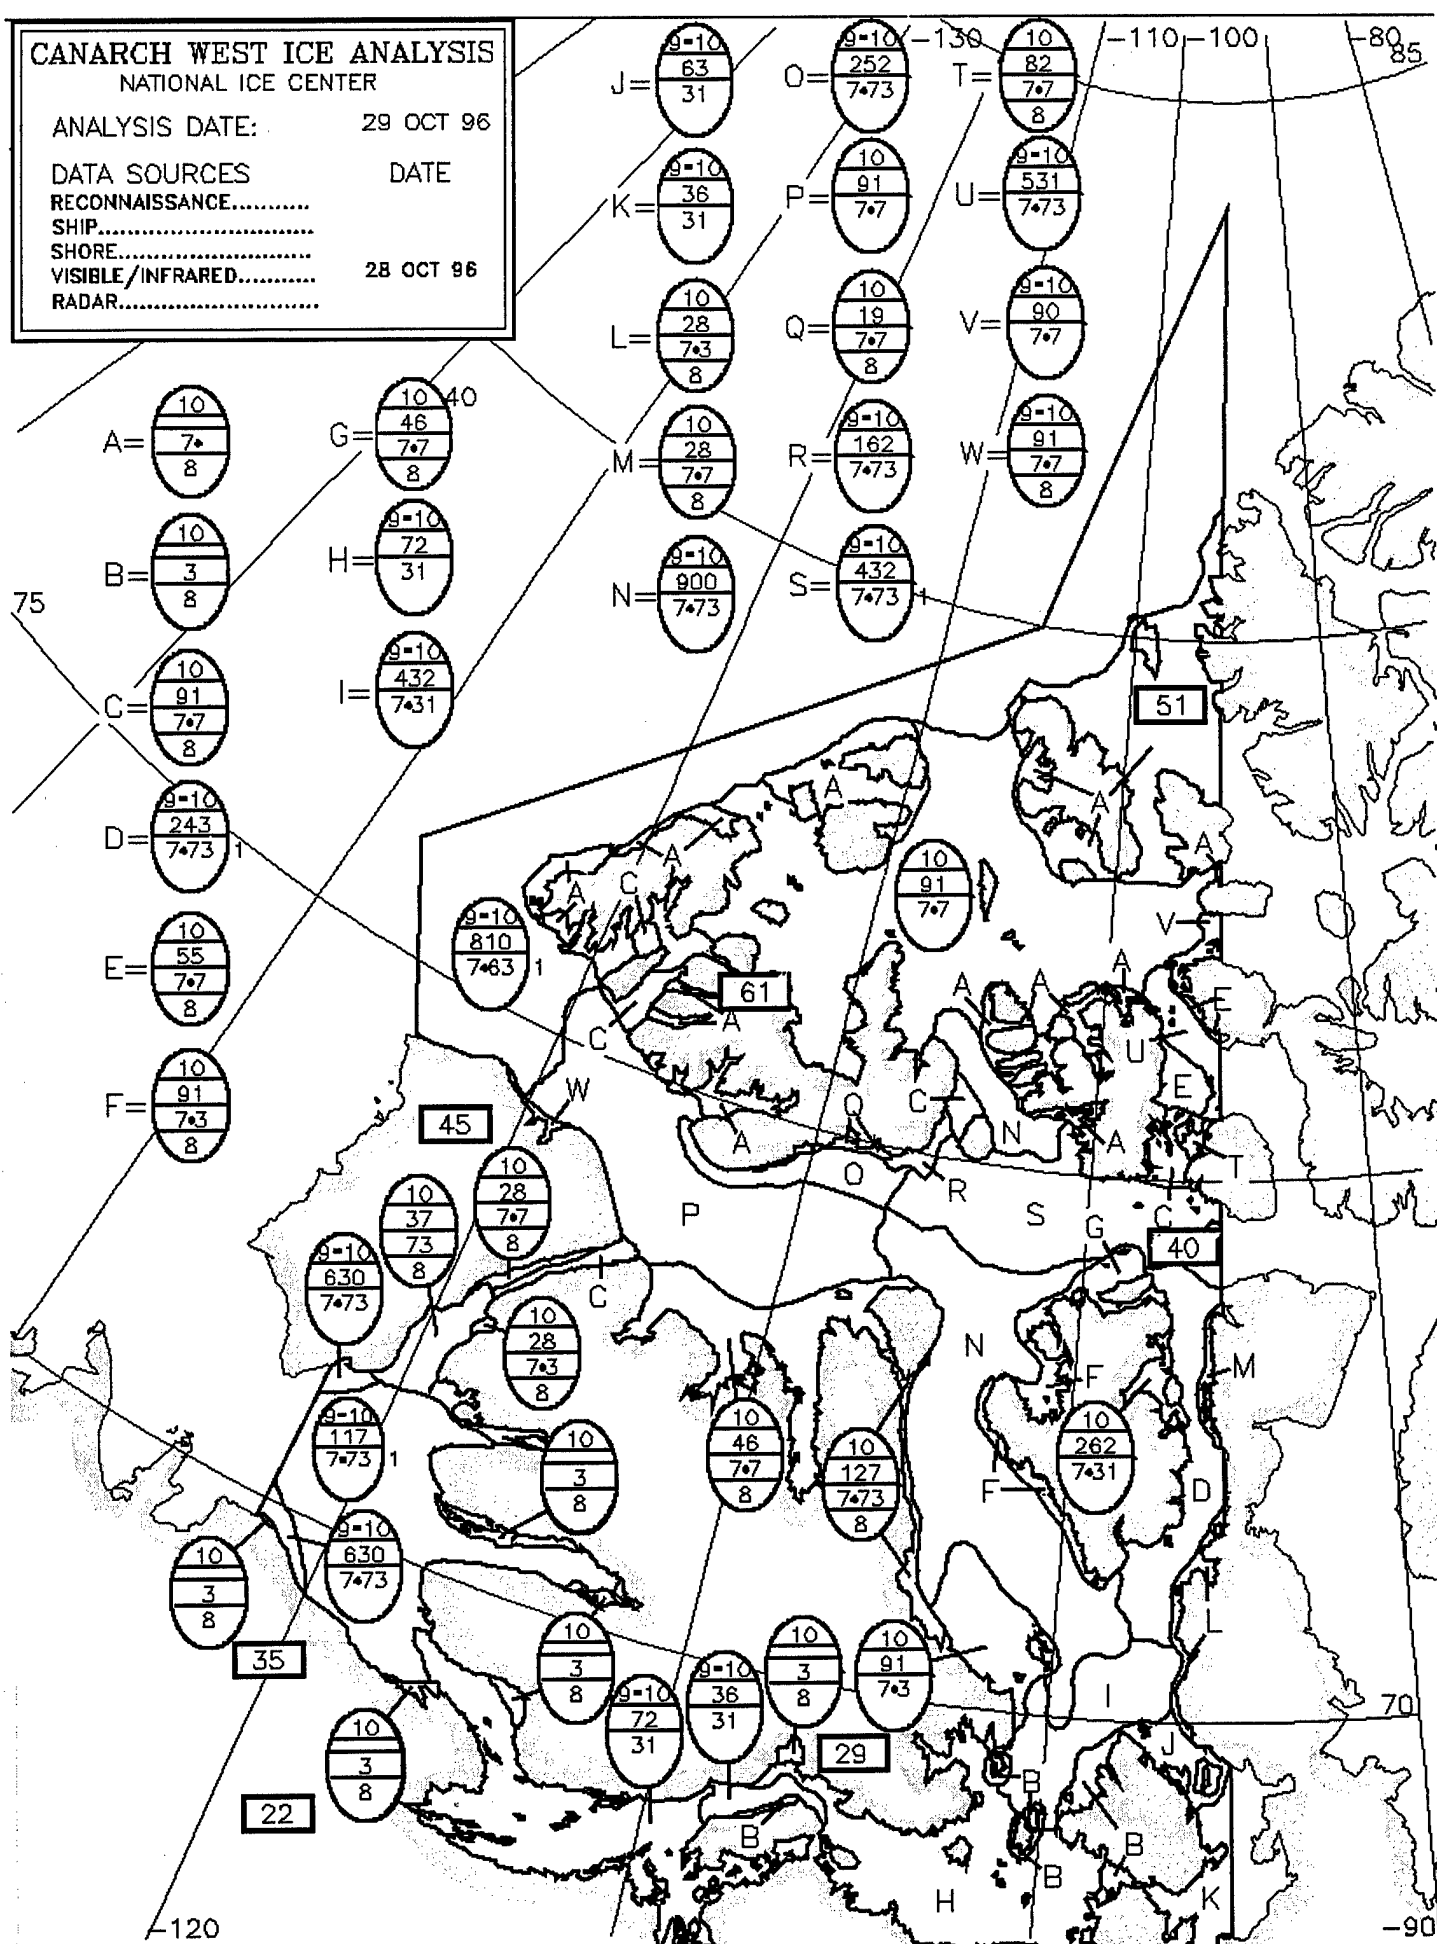 CANARCH WEST ICE ANALYSIS
NATIONAL ICE CENTER
ANALYSIS DATE: 29 OCT 96
DATA SOURCES DATE
RECONNAISSANCE...........
SHIP..............................
SHORE...........................
VISIBLE/INFRARED........... 28 OCT 96
RADAR............................
-130
-110
-100
-80
85
40
75
A=
10
7•
8
B=
10
3
8
C=
10
91
7•7
8
D=
9-10
243
7•73
1
E=
10
55
7•7
8
F=
10
91
7•3
8
G=
10
46
7•7
8
H=
9-10
72
31
I=
9-10
432
7•31
J=
9-10
63
31
K=
9-10
36
31
L=
10
28
7•3
8
M=
10
28
7•7
8
N=
9-10
900
7•73
O=
9-10
252
7•73
P=
10
91
7•7
Q=
10
19
7•7
8
R=
9-10
162
7•73
S=
9-10
432
7•73
1
T=
10
82
7•7
8
U=
9-10
531
7•73
V=
9-10
90
7•7
W=
9-10
91
7•7
8
51
A
A
A
A
A
C
A
10
91
7•7
9-10
810
7•63
1
V
A
A
A
61
A
C
E
U
E
W
C
Q
N
A
A
45
O
R
T
P
S
G
C
40
10
28
7•7
8
10
37
73
8
9-10
630
7•73
C
10
28
7•3
8
N
F
M
9-10
117
7•73
1
10
3
8
10
46
7•7
8
10
127
7•73
8
10
262
7•31
F
D
10
3
8
9-10
630
7•73
35
L
10
3
8
9-10
72
31
9-10
36
31
10
3
8
10
91
7•3
I
70
J
29
10
3
8
22
B
B
B
B
H
K
-120
-90